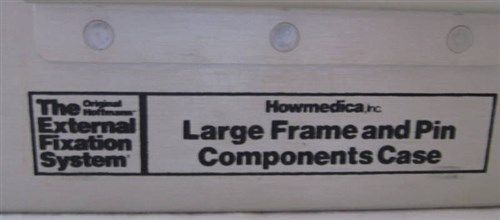 The Original
Hoffmann
External
Fixation
System
Howmedica, Inc.
Large Frame and Pin
Components Case